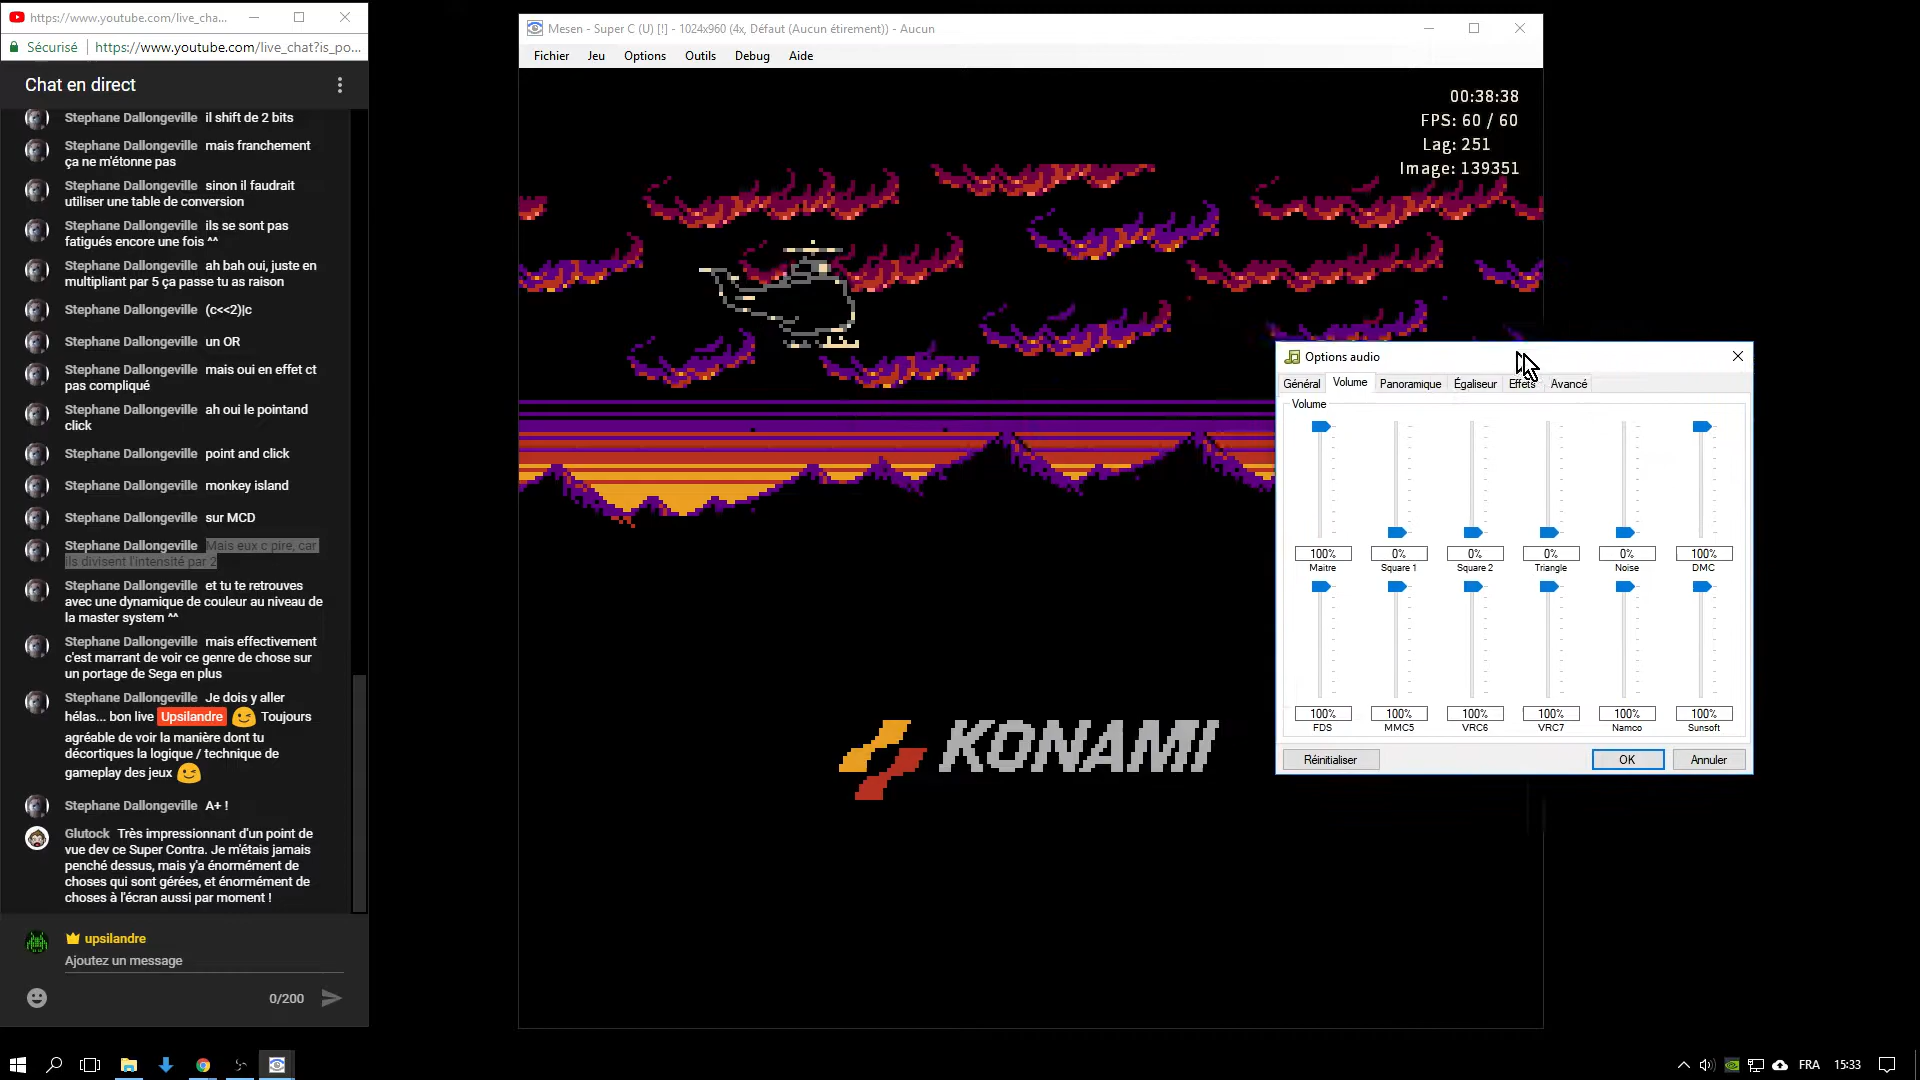 https://www.youtube.com/live_cha...
Sécurisé
https://www.youtube.com/live_chat?is_po...
Chat en direct
Stephane Dallongeville il shift de 2 bits
Stephane Dallongeville mais franchement
ça ne m'étonne pas
Stephane Dallongeville sinon il faudrait
utiliser une table de conversion
Stephane Dallongeville ils se sont pas
fatigués encore une fois ^^
Stephane Dallongeville ah bah oui, juste en
multipliant par 5 ça passe tu as raison
Stephane Dallongeville (c<<2)|c
Stephane Dallongeville un OR
Stephane Dallongeville mais oui en effet ct
pas compliqué
Stephane Dallongeville ah oui le pointand
click
Stephane Dallongeville point and click
Stephane Dallongeville monkey island
Stephane Dallongeville sur MCD
Stephane Dallongeville Mais eux c pire, car
ils divisent l'intensité par 2
Stephane Dallongeville et tu te retrouves
avec une dynamique de couleur au niveau de
la master system ^^
Stephane Dallongeville mais effectivement
c'est marrant de voir ce genre de chose sur
un portage de Sega en plus
Stephane Dallongeville Je dois y aller
hélas... bon live Upsilandre Toujours
agréable de voir la manière dont tu
décortiques la logique / technique de
gameplay des jeux
Stephane Dallongeville A+ !
Glutock Très impressionnant d'un point de
vue dev ce Super Contra. Je m'étais jamais
penché dessus, mais y'a énormément de
choses qui sont gérées, et énormément de
choses à l'écran aussi par moment !
upsilandre
Ajoutez un message
0/200
Mesen - Super C (U) [!] - 1024x960 (4x, Défaut (Aucun étirement)) - Aucun
Fichier Jeu Options Outils Debug Aide
00:38:38
FPS: 60 / 60
Lag: 251
Image: 139351
KONAMI
Options audio
Général Volume Panoramique Égaliseur Effets Avancé
Volume
100% 0% 0% 0% 0% 100%
Maitre Square 1 Square 2 Triangle Noise DMC
100% 100% 100% 100% 100% 100%
FDS MMC5 VRC6 VRC7 Namco Sunsoft
Réinitialiser OK Annuler
FRA 15:33